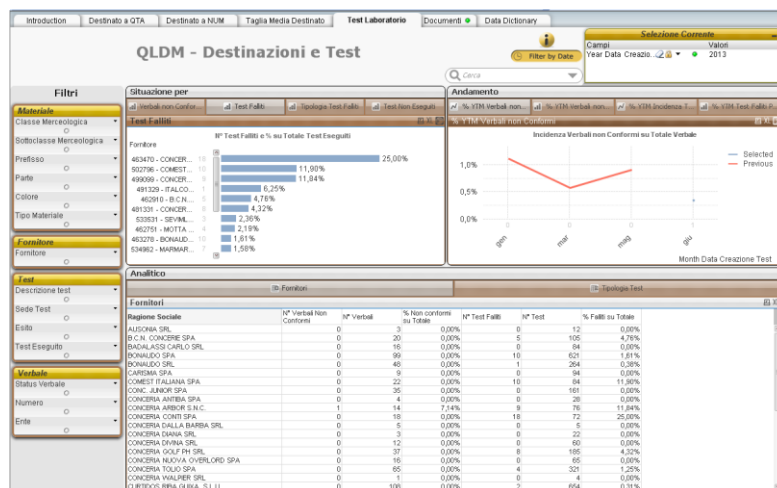 Introduction Destinato a QTA Destinato a NUM Taglia Media Destinato Test Laboratorio Documenti Data Dictionary
QLDM - Destinazioni e Test
Filter by Date
Selezione Corrente
Campi Valori
Year Data Creazio... 2013
Cerca
Filtri
Materiale
Classe Merceologica
Sottoclasse Merceologica
Prefisso
Parte
Colore
Tipo Materiale
Fornitore
Fornitore
Test
Descrizione test
Sede Test
Esito
Test Eseguito
Verbale
Status Verbale
Numero
Ente
Situazione per
Verbali non Confor... Test Falliti Tipologia Test Falliti Test Non Eseguiti
Test Falliti
N° Test Falliti e % su Totale Test Eseguiti
Fornitore
463470 - CONCER... 18 25,00%
502796 - COMEST... 10 11,90%
499099 - CONCER... 9 11,84%
491329 - ITALCO... 1 6,25%
462910 - B.C.N. ... 5 4,76%
481331 - CONCER... 8 4,32%
533531 - SEVIML... 3 2,36%
462751 - MOTTA ... 4 2,19%
463278 - BONAUD... 10 1,61%
534962 - MARMAR... 7 1,58%
Andamento
% YTM Verbali non... % YTM Verbali non... % YTM Incidenza T... % YTM Test Falliti P...
% YTM Verbali non Conformi
Incidenza Verbali non Conformi su Totale Verbale
Selected
Previous
1,0%
0,5%
0,0%
0 0 0 1
gen mar mag giu
Month Data Creazione Test
Analitico
Fornitori Tipologia Test
Fornitori
Ragione Sociale N° Verbali Non Conformi N° Verbali % Non conformi su Totale N° Test Falliti N° Test % Falliti su Totale
AUSONIA SRL 0 3 0,00% 0 12 0,00%
B.C.N. CONCERIE SPA 0 20 0,00% 5 105 4,76%
BADALASSI CARLO SRL 0 16 0,00% 0 84 0,00%
BONAUDO SPA 0 99 0,00% 10 621 1,61%
BONAUDO SRL 0 48 0,00% 1 264 0,38%
CARISMA SPA 0 9 0,00% 0 94 0,00%
COMEST ITALIANA SPA 0 22 0,00% 10 84 11,90%
CONC. JUNIOR SPA 0 35 0,00% 0 161 0,00%
CONCERIA ANTIBA SPA 0 4 0,00% 0 28 0,00%
CONCERIA ARBOR S.N.C. 1 14 7,14% 9 76 11,84%
CONCERIA CONTI SPA 0 18 0,00% 18 72 25,00%
CONCERIA DALLA BARBA SRL 0 5 0,00% 0 5 0,00%
CONCERIA DIANA SRL 0 3 0,00% 0 22 0,00%
CONCERIA DIVINA SRL 0 12 0,00% 0 60 0,00%
CONCERIA GOLF PH SRL 0 37 0,00% 8 185 4,32%
CONCERIA NUOVA OVERLORD SPA 0 16 0,00% 0 65 0,00%
CONCERIA TOLIO SPA 0 65 0,00% 4 321 1,25%
CONCERIA WALPIER SRL 0 1 0,00% 0 4 0,00%
CURTIDOS RIBA GUIXA, S.L.U. 0 106 0,00% 2 654 0,31%